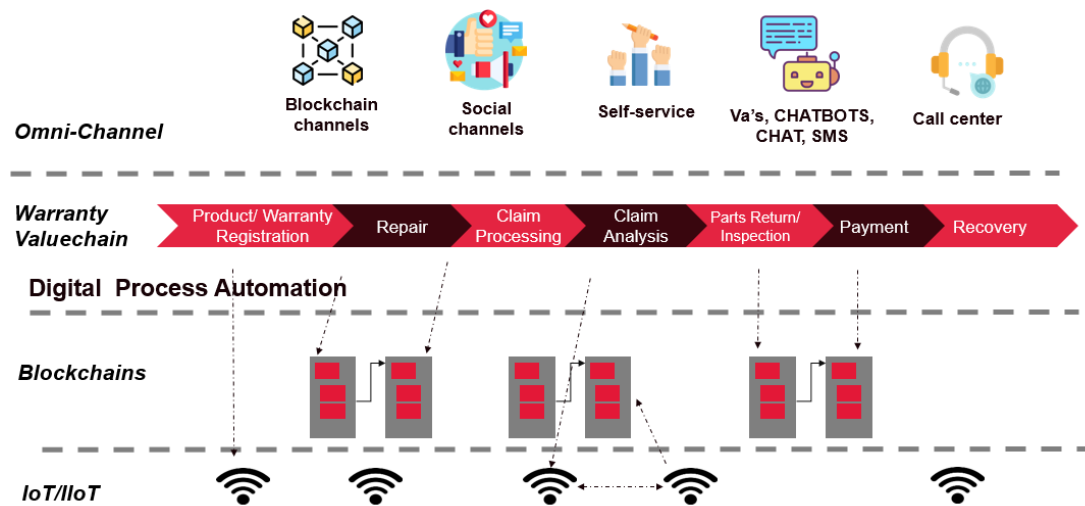 Blockchain
channels
Social
channels
Self-service
Va's, CHATBOTS,
CHAT, SMS
Call center
Omni-Channel
Warranty
Valuechain
Product/ Warranty
Registration
Repair
Claim
Processing
Claim
Analysis
Parts Return/
Inspection
Payment
Recovery
Digital  Process Automation
Blockchains
IoT/IIoT